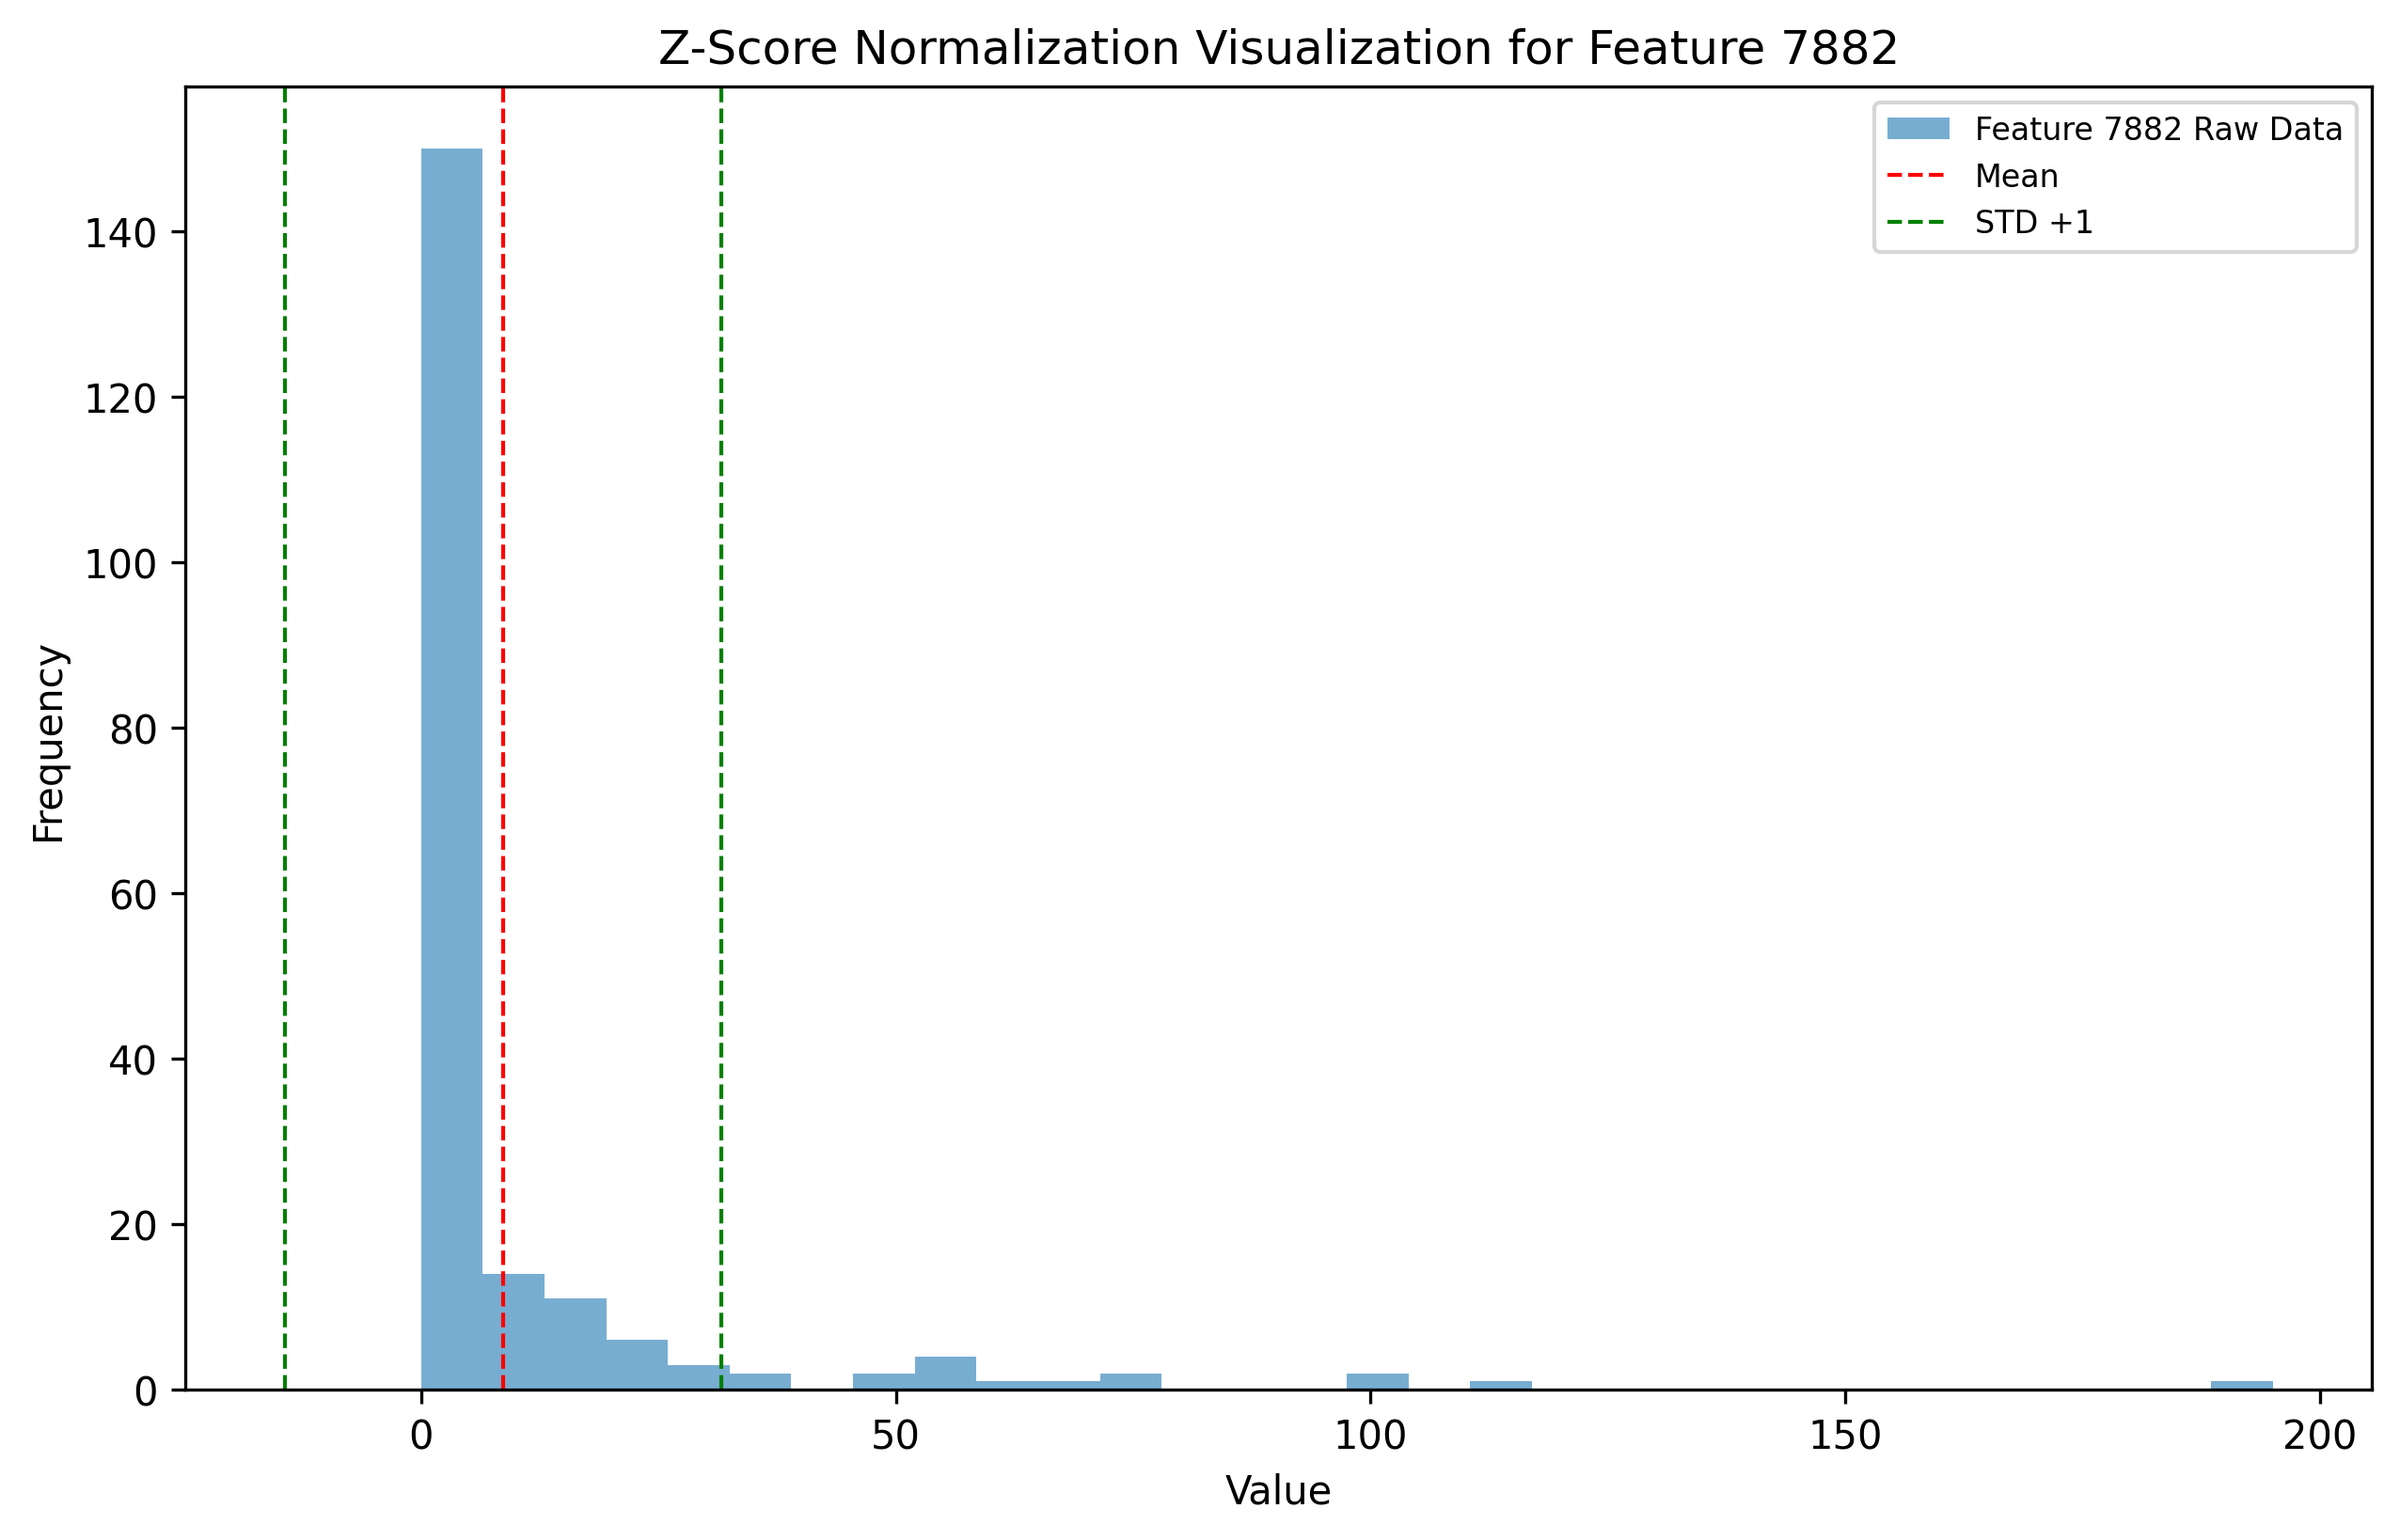 Z-Score Normalization Visualization for Feature 7882
Feature 7882 Raw Data
Mean
STD +1
140
120
100
80
60
40
20
0
Frequency
0 50 100 150 200
Value